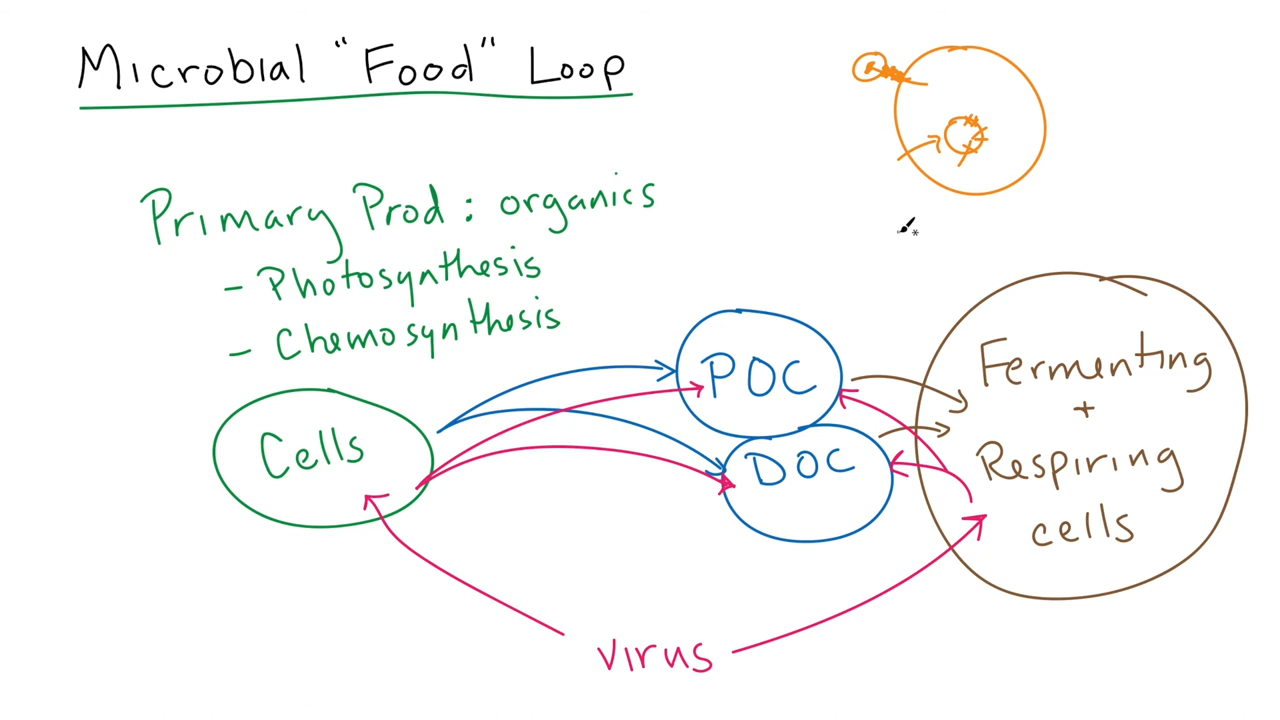 Microbial "Food" Loop
Primary Prod: organics
- Photosynthesis
- Chemosynthesis
Cells
POC
DOC
Fermenting
+
Respiring
cells
virus